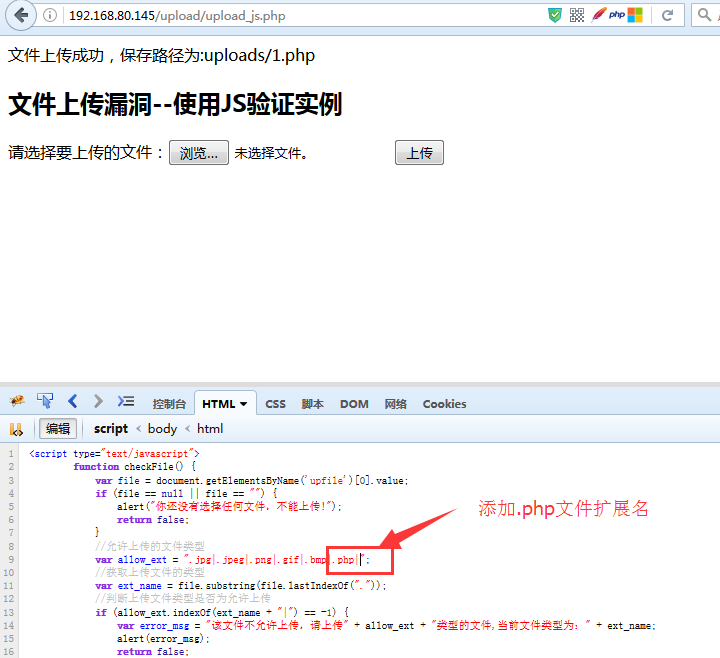 192.168.80.145/upload/upload_js.php
php
文件上传成功，保存路径为:uploads/1.php
文件上传漏洞--使用JS验证实例
请选择要上传的文件： 浏览... 未选择文件。 上传
控制台 HTML CSS 脚本 DOM 网络 Cookies
编辑 script < body < html
1 <script type="text/javascript">
2 function checkFile() {
3 var file = document.getElementsByName('upfile')[0].value;
4 if (file == null || file == "") {
5 alert("你还没有选择任何文件，不能上传!");
6 return false;
7 }
8 //允许上传的文件类型
9 var allow_ext = ".jpg|.jpeg|.png|.gif|.bmp|.php|";
10 //获取上传文件的类型
11 var ext_name = file.substring(file.lastIndexOf("."));
12 //判断上传文件类型是否为允许上传
13 if (allow_ext.indexOf(ext_name + "|") == -1) {
14 var error_msg = "该文件不允许上传，请上传" + allow_ext + "类型的文件,当前文件类型为：" + ext_name;
15 alert(error_msg);
16 return false;
添加.php文件扩展名